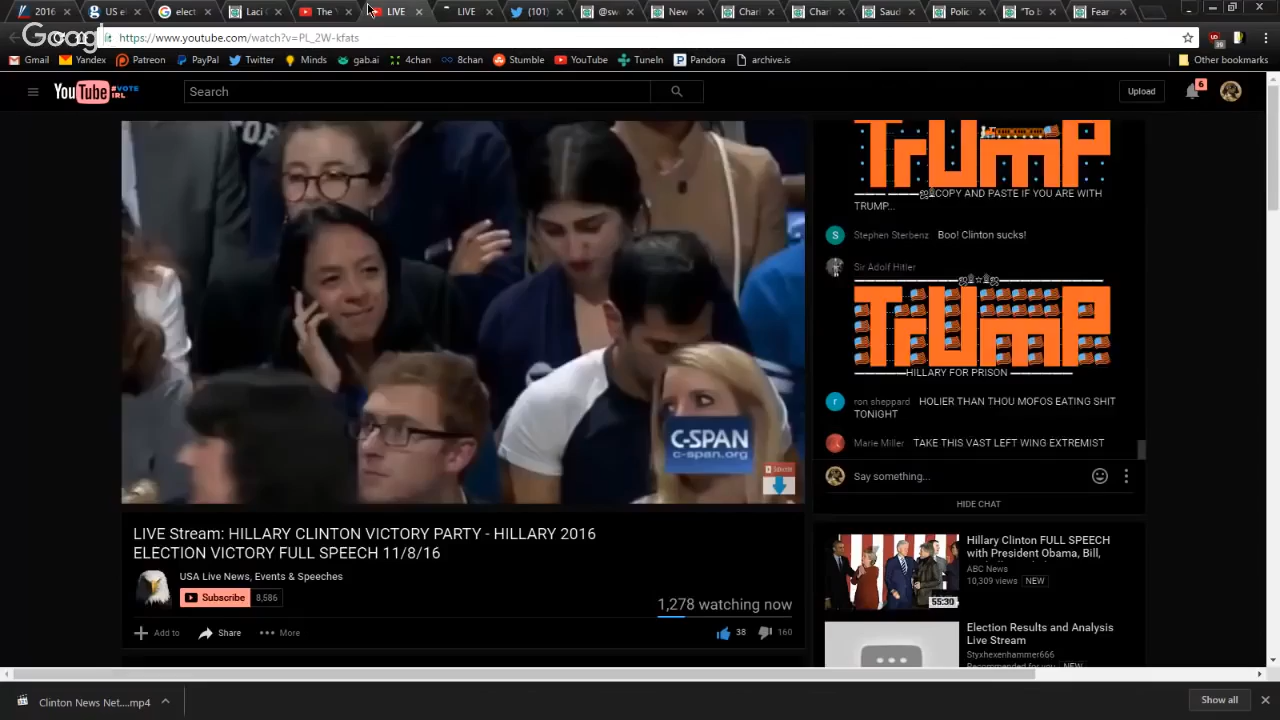 2016
US e
elect
Laci (
The '
LIVE
LIVE
(101)
@sw
New
Charl
Charl
Saud
Police
"To b
Fear
https://www.youtube.com/watch?v=PL_2W-kfats
Gmail Yandex Patreon PayPal Twitter Minds gab.ai 4chan 8chan Stumble YouTube TuneIn Pandora archive.is Other bookmarks
YouTube #VOTE IRL
Search
Upload
6
C-SPAN
c-span.org
Subscribe
TrUmP
COPY AND PASTE IF YOU ARE WITH
TRUMP...
S Stephen Sterbenz Boo! Clinton sucks!
Sir Adolf Hitler
TrUmP
HILLARY FOR PRISON
r ron sheppard HOLIER THAN THOU MOFOS EATING SHIT
TONIGHT
Marie Miller TAKE THIS VAST LEFT WING EXTREMIST
Say something...
HIDE CHAT
LIVE Stream: HILLARY CLINTON VICTORY PARTY - HILLARY 2016
ELECTION VICTORY FULL SPEECH 11/8/16
USA Live News, Events & Speeches
Subscribe 8,586
1,278 watching now
Add to Share More
38 160
Hillary Clinton FULL SPEECH
with President Obama, Bill,
ABC News
10,309 views NEW
55:30
Election Results and Analysis
Live Stream
Styxhexenhammer666
Recommended for you NEW
Clinton News Net....mp4
Show all